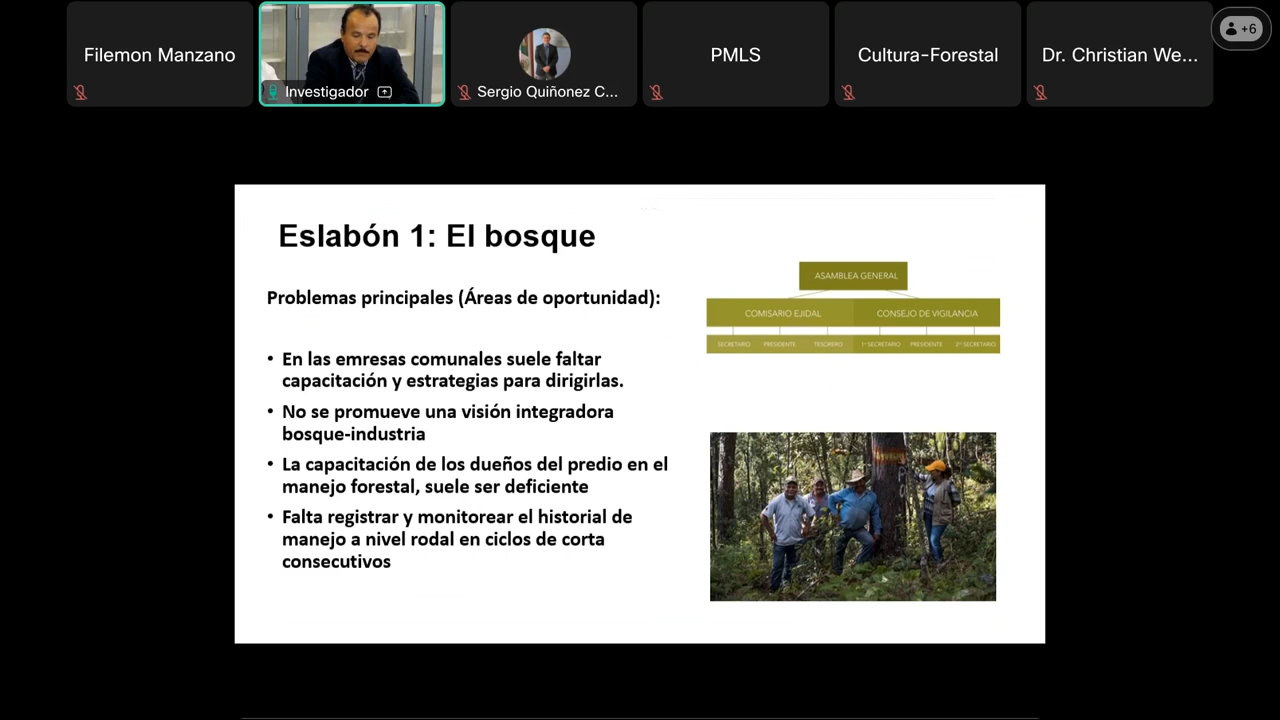 Filemon Manzano
Investigador
Sergio Quiñonez C...
PMLS
Cultura-Forestal
Dr. Christian We...
+6
Eslabón 1: El bosque
Problemas principales (Áreas de oportunidad):
• En las emresas comunales suele faltar
capacitación y estrategias para dirigirlas.
• No se promueve una visión integradora
bosque-industria
• La capacitación de los dueños del predio en el
manejo forestal, suele ser deficiente
• Falta registrar y monitorear el historial de
manejo a nivel rodal en ciclos de corta
consecutivos
ASAMBLEA GENERAL
COMISARIO EJIDAL
CONSEJO DE VIGILANCIA
SECRETARIO
PRESIDENTE
TESORERO
1º SECRETARIO
PRESIDENTE
2º SECRETARIO